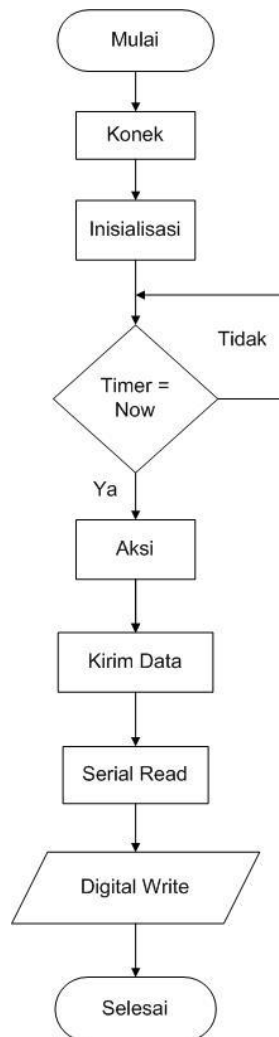 Mulai
Konek
Inisialisasi
Tidak
Timer =
Now
Ya
Aksi
Kirim Data
Serial Read
Digital Write
Selesai